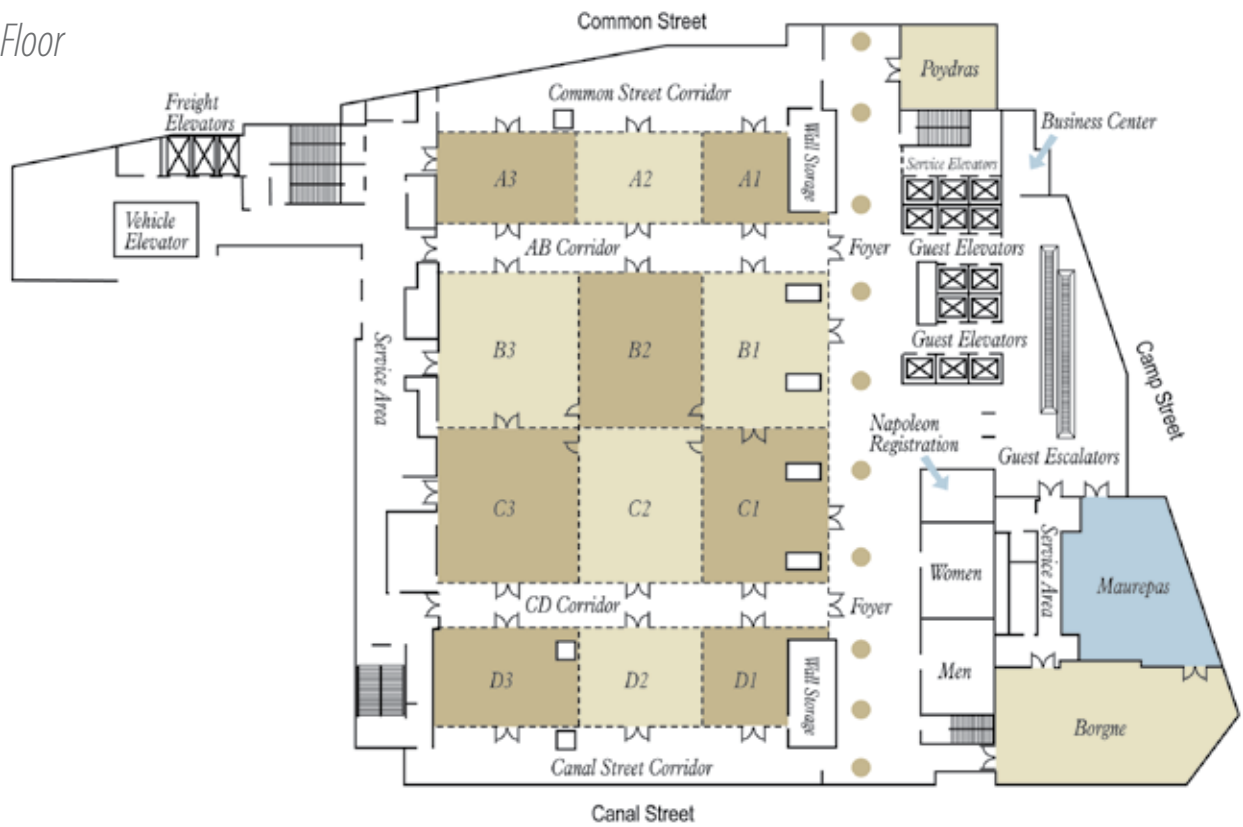 Floor
Common Street
Poydras
Common Street Corridor
Freight
Elevators
Business Center
Wall Storage
Service Elevators
A3
A2
A1
Vehicle
Elevator
AB Corridor
Foyer
Guest Elevators
Service Area
B3
B2
B1
Guest Elevators
Camp Street
Napoleon
Registration
Guest Escalators
C3
C2
C1
Service Area
Women
Maurepas
CD Corridor
Foyer
D3
D2
D1
Wall Storage
Men
Borgne
Canal Street Corridor
Canal Street